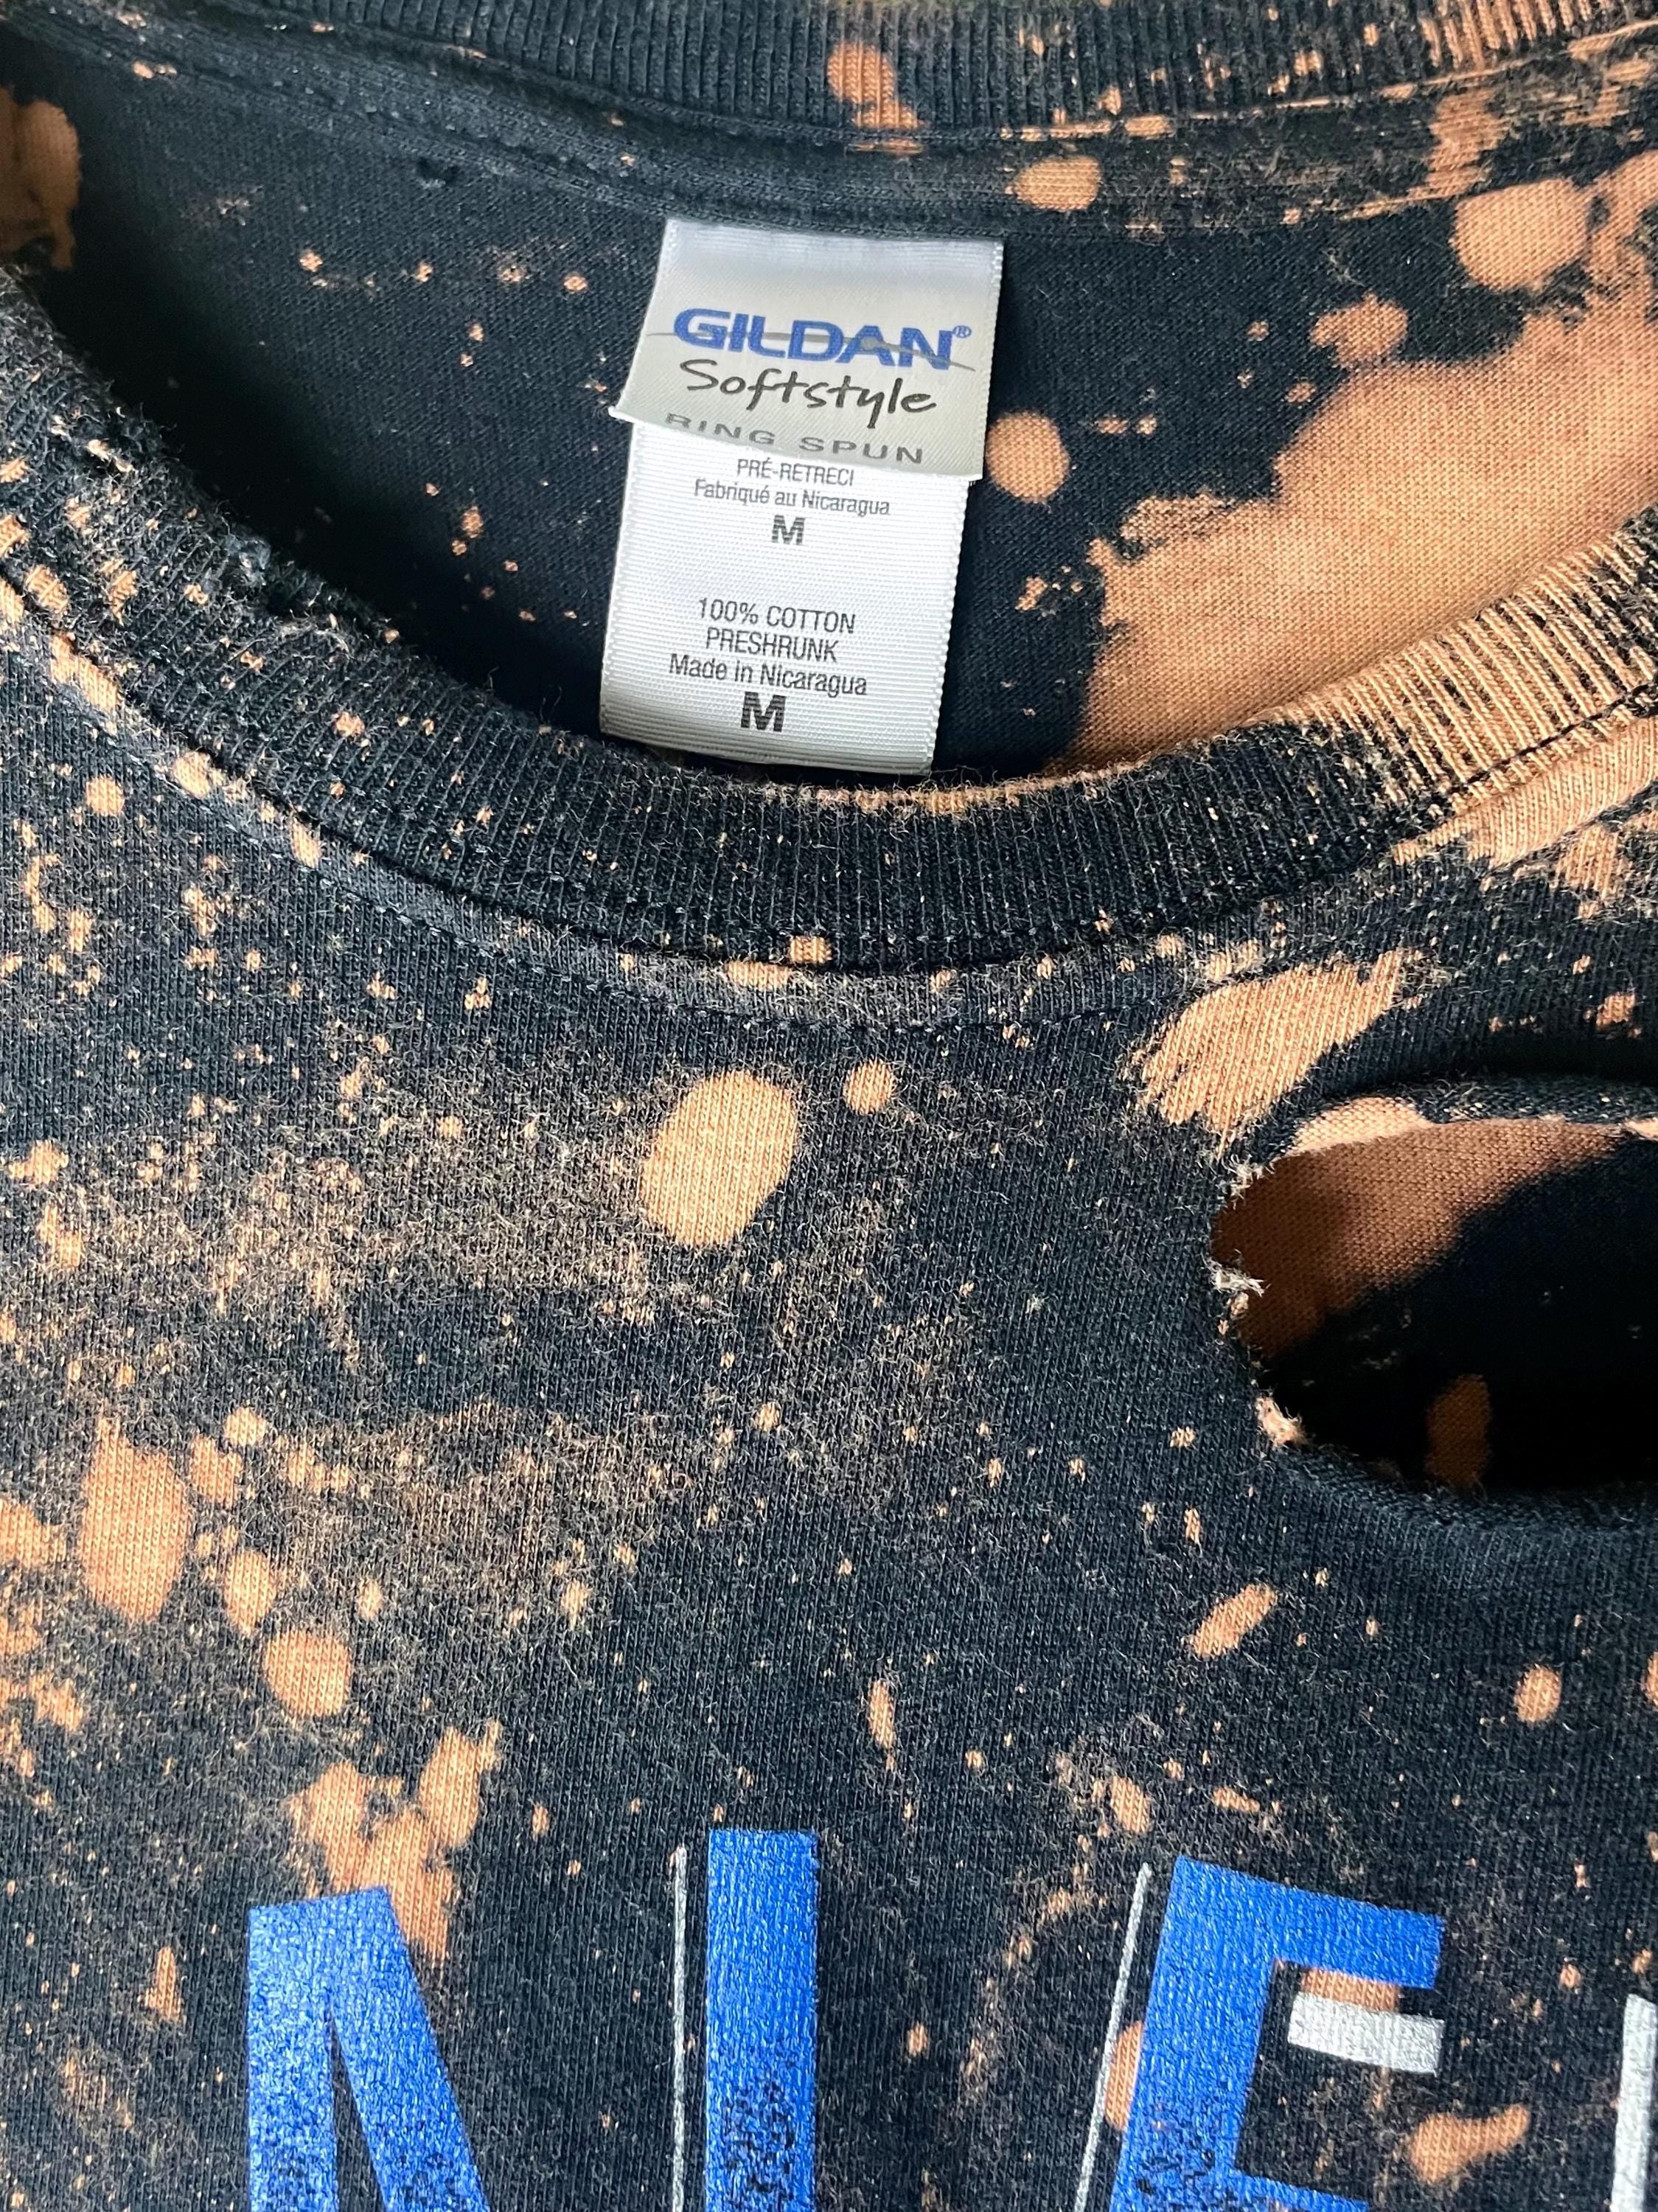 GILDAN®
Softstyle
RING SPUN
PRÉ-RETRECI
Fabriqué au Nicaragua
M
100% COTTON
PRESHRUNK
Made in Nicaragua
M